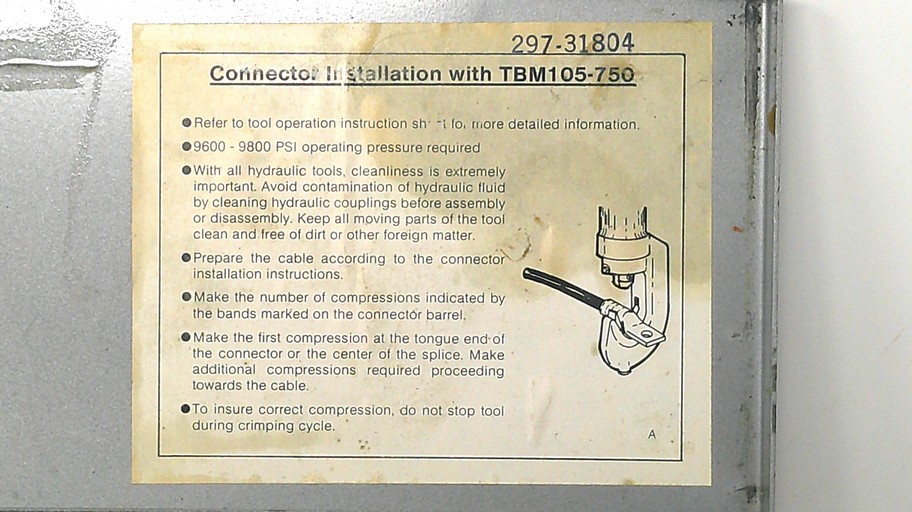 297-31804
Connector Installation with TBM105-750
● Refer to tool operation instruction sheet for more detailed information.
● 9600 - 9800 PSI operating pressure required
● With all hydraulic tools, cleanliness is extremely
important. Avoid contamination of hydraulic fluid
by cleaning hydraulic couplings before assembly
or disassembly. Keep all moving parts of the tool
clean and free of dirt or other foreign matter.
● Prepare the cable according to the connector
installation instructions.
● Make the number of compressions indicated by
the bands marked on the connector barrel.
● Make the first compression at the tongue end of
the connector or the center of the splice. Make
additional compressions required proceeding
towards the cable.
● To insure correct compression, do not stop tool
during crimping cycle.
A